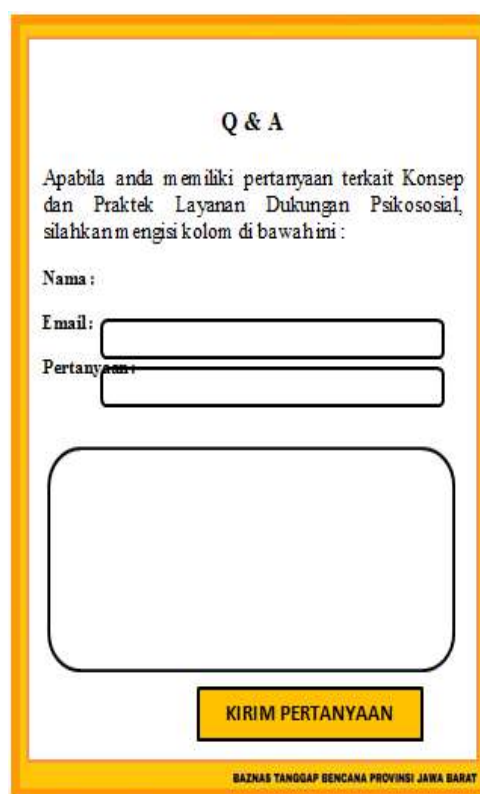 Q & A
Apabila anda memiliki pertanyaan terkait Konsep
dan Praktek Layanan Dukungan Psikososial,
silahkan mengisi kolom di bawah ini :
Nama :
Email :
Pertanyaan :
KIRIM PERTANYAAN
BAZNAS TANGGAP BENCANA PROVINSI JAWA BARAT